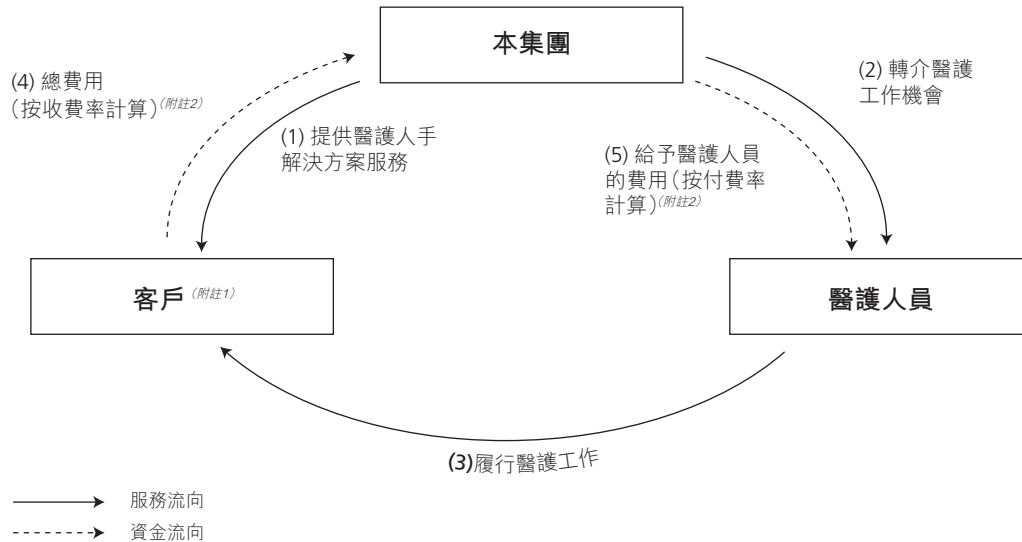 本集團
(4) 總費用
（按收費率計算）(附註2)
(1) 提供醫護人手
解決方案服務
(2) 轉介醫護
工作機會
(5) 給予醫護人員
的費用（按付費率
計算）(附註2)
客戶 (附註1)
醫護人員
(3)履行醫護工作
服務流向
資金流向